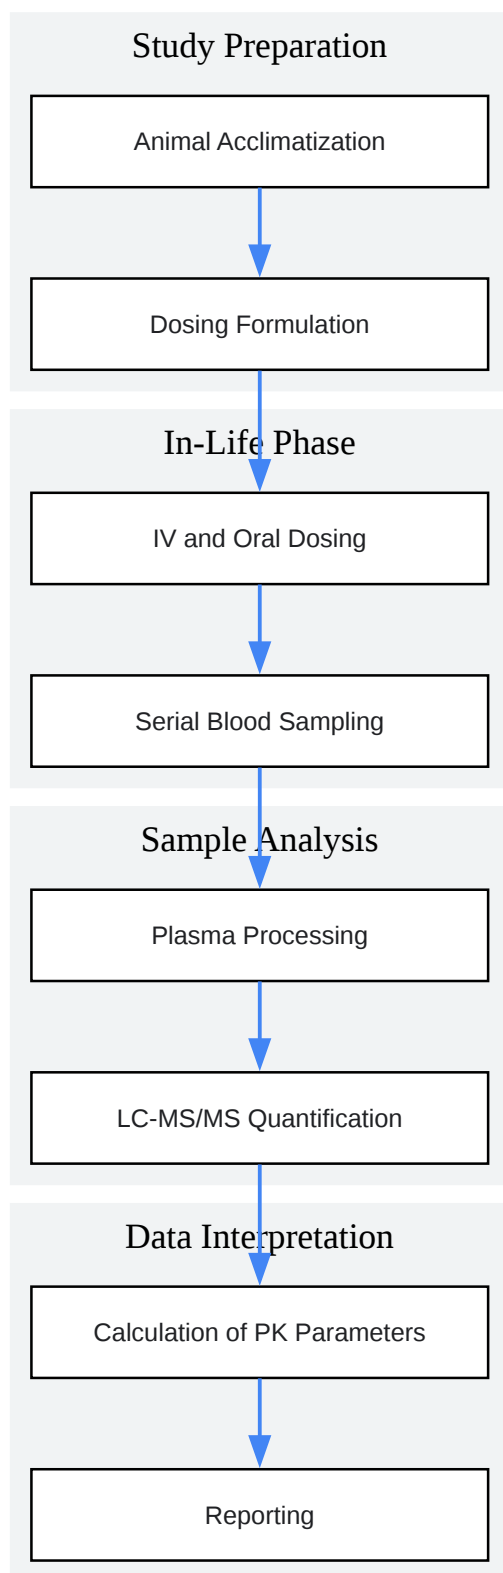 Study Preparation
Animal Acclimatization
Dosing Formulation
In-Life Phase
IV and Oral Dosing
Serial Blood Sampling
Sample Analysis
Plasma Processing
LC-MS/MS Quantification
Data Interpretation
Calculation of PK Parameters
Reporting